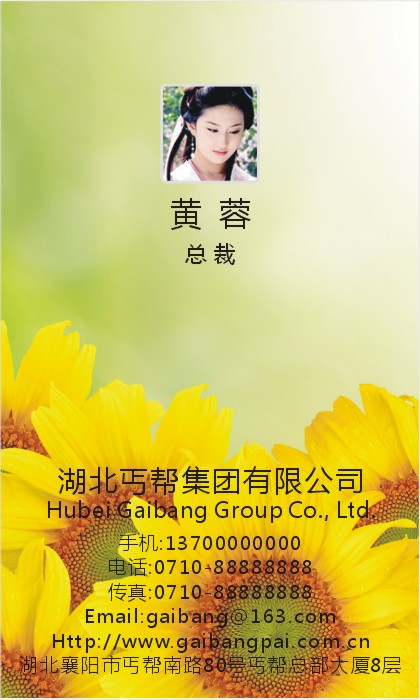 黄 蓉
总 裁
湖北丐帮集团有限公司
Hubei Gaibang Group Co., Ltd.
手机:13700000000
电话:0710-88888888
传真:0710-88888888
Email:gaibang@163.com
Http://www.gaibangpai.com.cn
湖北襄阳市丐帮南路80号丐帮总部大厦8层